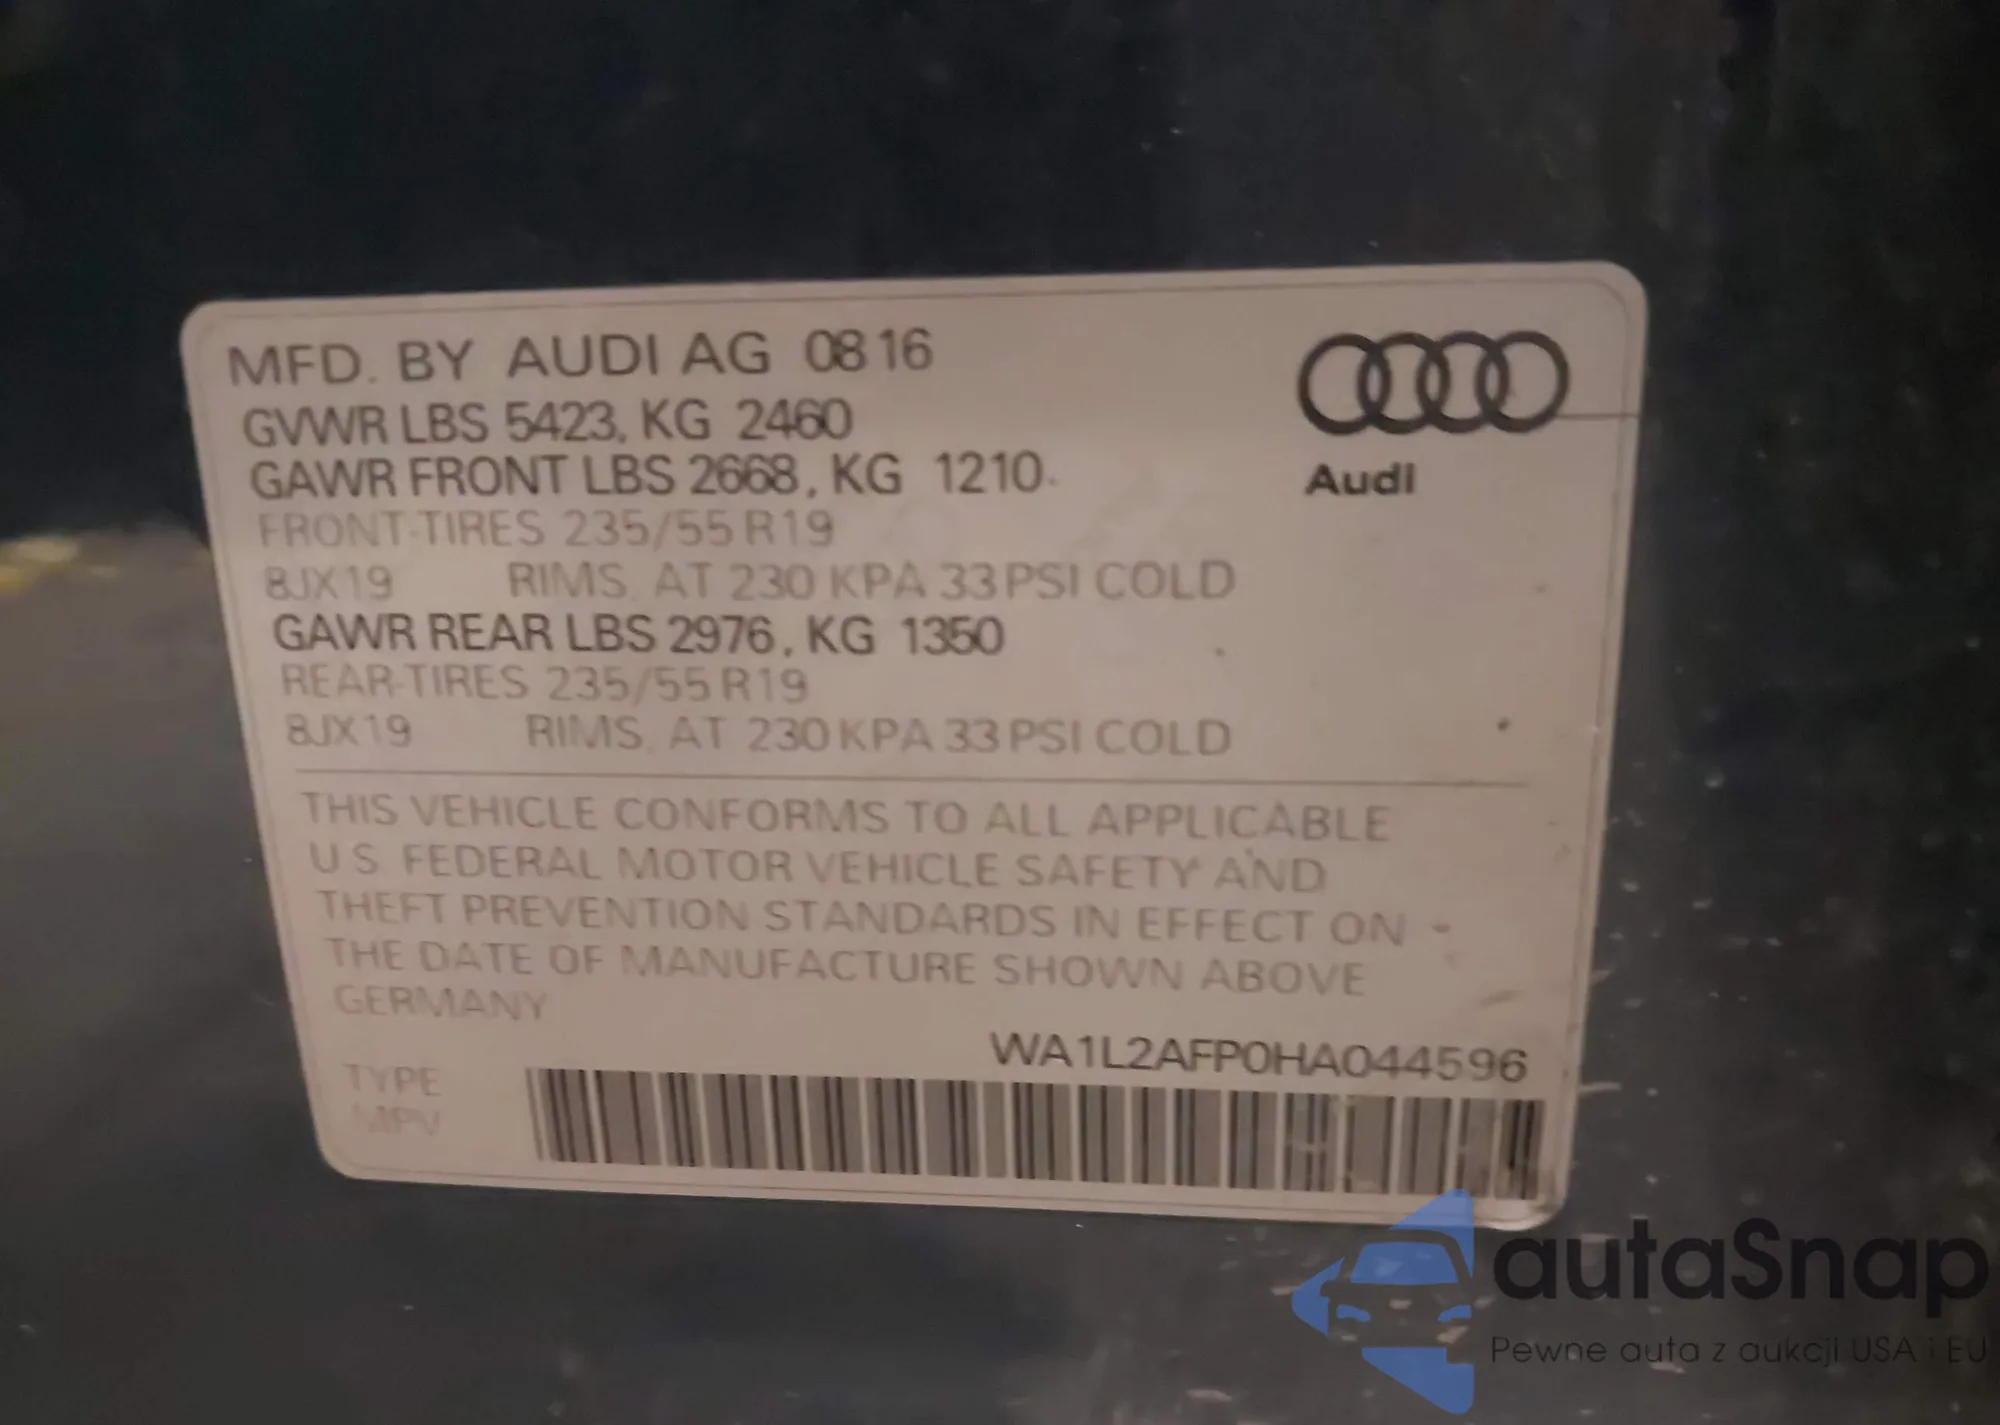 MFD. BY AUDI AG 0816
GVWR LBS 5423, KG 2460
GAWR FRONT LBS 2668, KG 1210
FRONT-TIRES 235/55 R19
8JX19 RIMS, AT 230 KPA 33 PSI COLD
GAWR REAR LBS 2976, KG 1350
REAR-TIRES 235/55 R19
8JX19 RIMS, AT 230 KPA 33 PSI COLD
Audi
THIS VEHICLE CONFORMS TO ALL APPLICABLE
U.S. FEDERAL MOTOR VEHICLE SAFETY AND
THEFT PREVENTION STANDARDS IN EFFECT ON
THE DATE OF MANUFACTURE SHOWN ABOVE
GERMANY
WA1L2AFP0HA044596
TYPE
MPV
autaSnap
Pewne auta z aukcji USA i EU